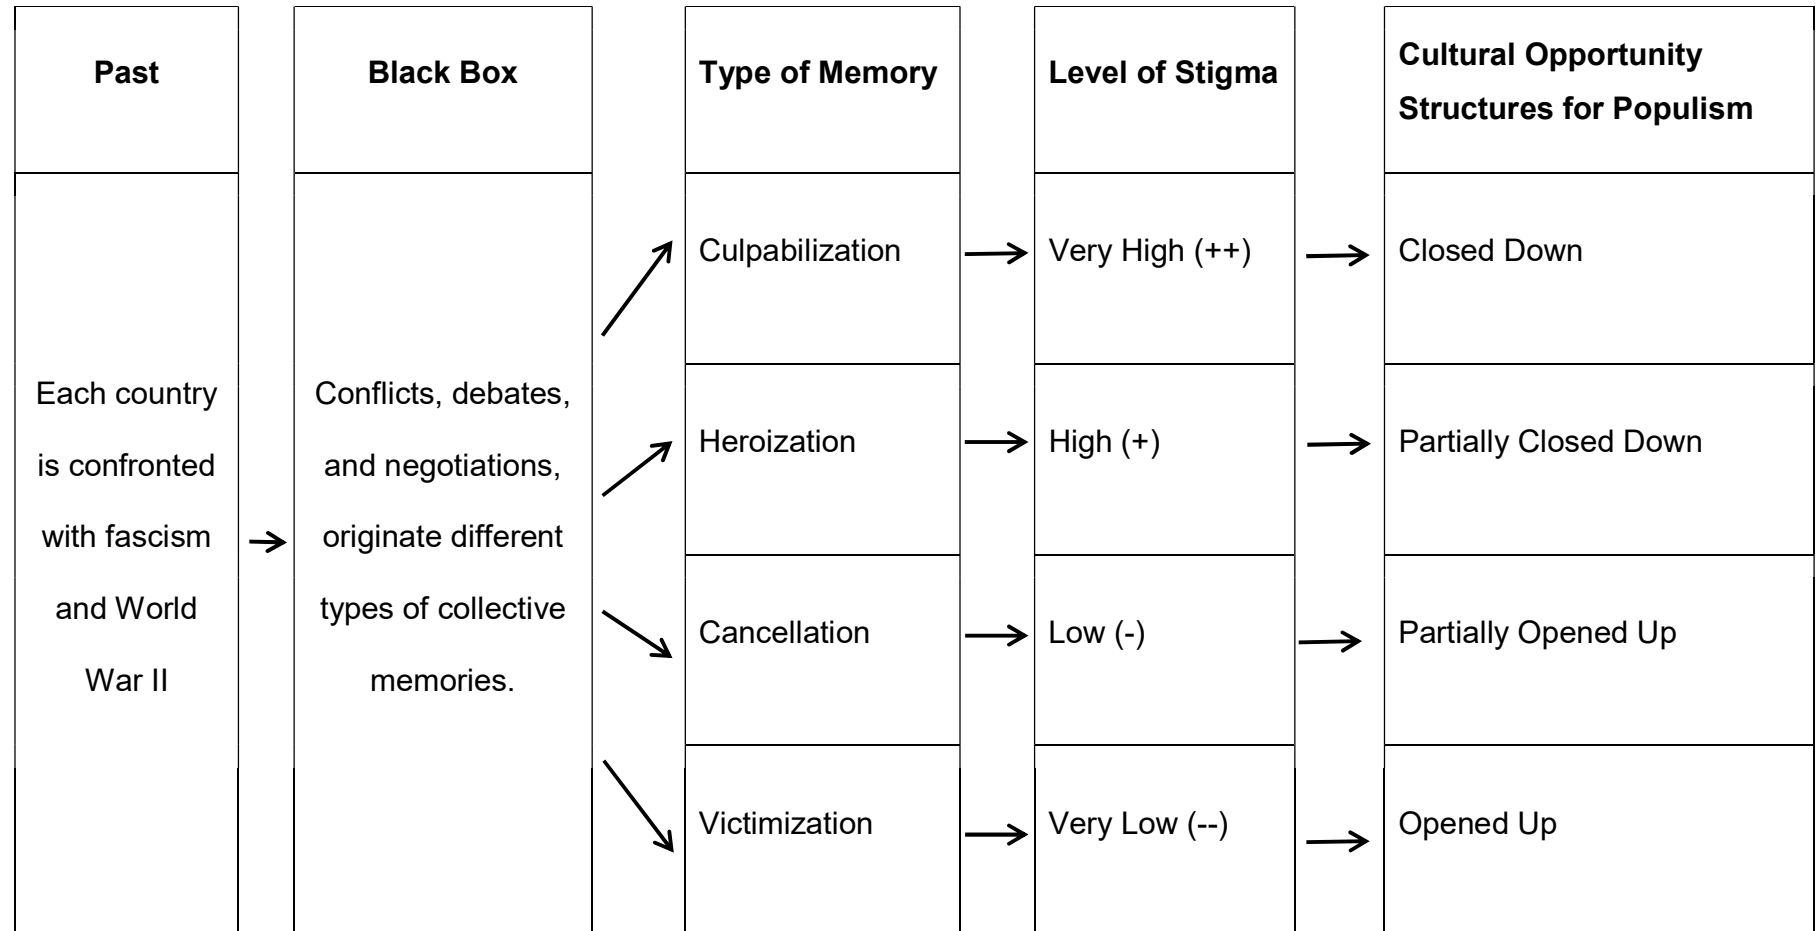 Past
Black Box
Type of Memory
Level of Stigma
Cultural Opportunity
Structures for Populism
Each country
is confronted
with fascism
and World
War II
Conflicts, debates,
and negotiations,
originate different
types of collective
memories.
Culpabilization
Very High (++)
Closed Down
Heroization
High (+)
Partially Closed Down
Cancellation
Low (-)
Partially Opened Up
Victimization
Very Low (--)
Opened Up